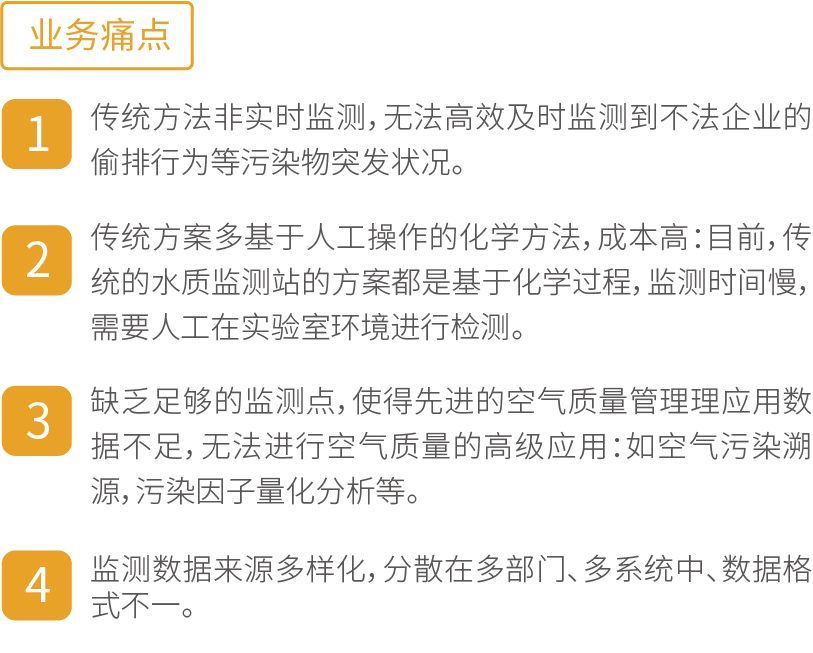 业务痛点
1
传统方法非实时监测，无法高效及时监测到不法企业的
偷排行为等污染物突发状况。
2
传统方案多基于人工操作的化学方法，成本高：目前，传
统的水质监测站的方案都是基于化学过程，监测时间慢，
需要人工在实验室环境进行检测。
3
缺乏足够的监测点，使得先进的空气质量管理理应用数
据不足，无法进行空气质量的高级应用：如空气污染溯
源，污染因子量化分析等。
4
监测数据来源多样化，分散在多部门、多系统中、数据格
式不一。